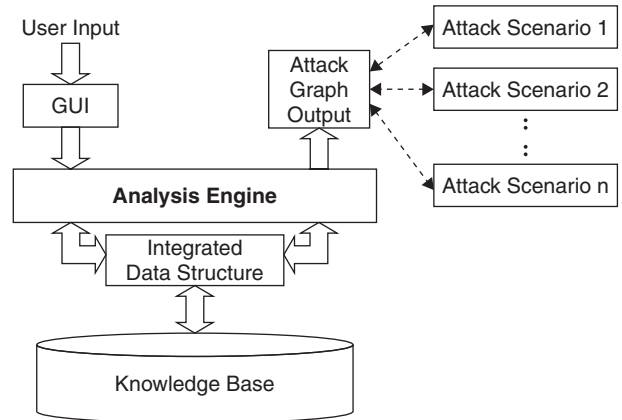 User Input
GUI
Attack
Graph
Output
Attack Scenario 1
Attack Scenario 2
Attack Scenario n
Analysis Engine
Integrated
Data Structure
Knowledge Base